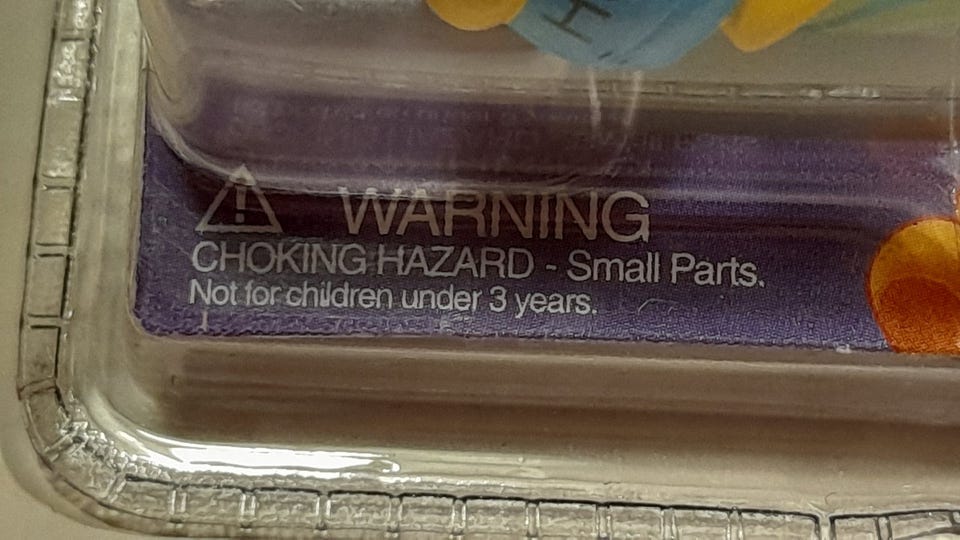 H
WARNING
CHOKING HAZARD - Small Parts.
Not for children under 3 years.